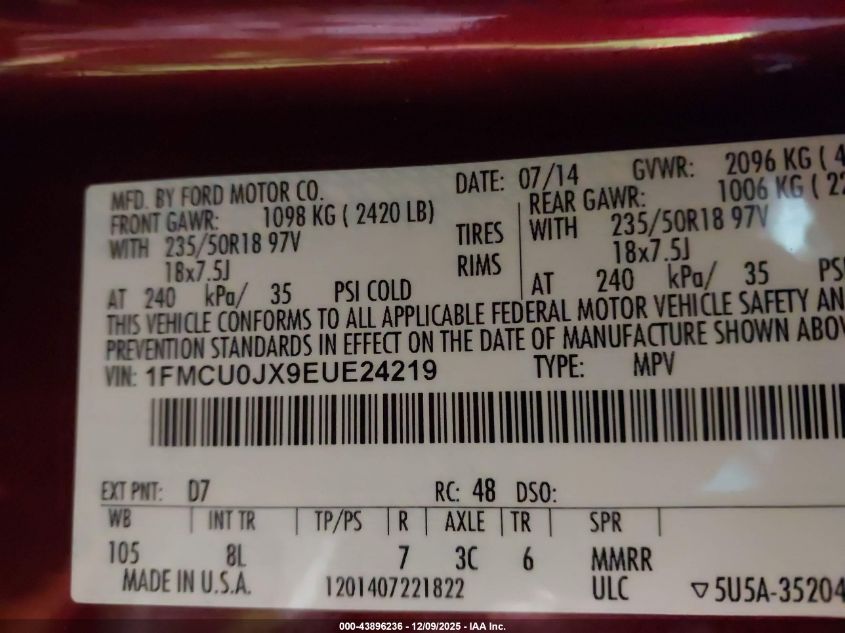 MFD. BY FORD MOTOR CO. DATE: 07/14 GVWR: 2096 KG ( 4
FRONT GAWR: 1098 KG ( 2420 LB) REAR GAWR: 1006 KG ( 22
WITH 235/50R18 97V TIRES WITH 235/50R18 97V
18x7.5J RIMS 18x7.5J
AT 240 kPa/ 35 PSI COLD AT 240 kPa/ 35 PS
THIS VEHICLE CONFORMS TO ALL APPLICABLE FEDERAL MOTOR VEHICLE SAFETY AN
PREVENTION STANDARDS IN EFFECT ON THE DATE OF MANUFACTURE SHOWN ABOV
VIN: 1FMCU0JX9EUE24219 TYPE: MPV
EXT PNT: D7 RC: 48 DSO:
WB INT TR TP/PS R AXLE TR SPR
105 8L 7 3C 6 MMRR
MADE IN U.S.A. 1201407221822 ULC ▽5U5A-35204
000-43896236 - 12/09/2025 - IAA Inc.